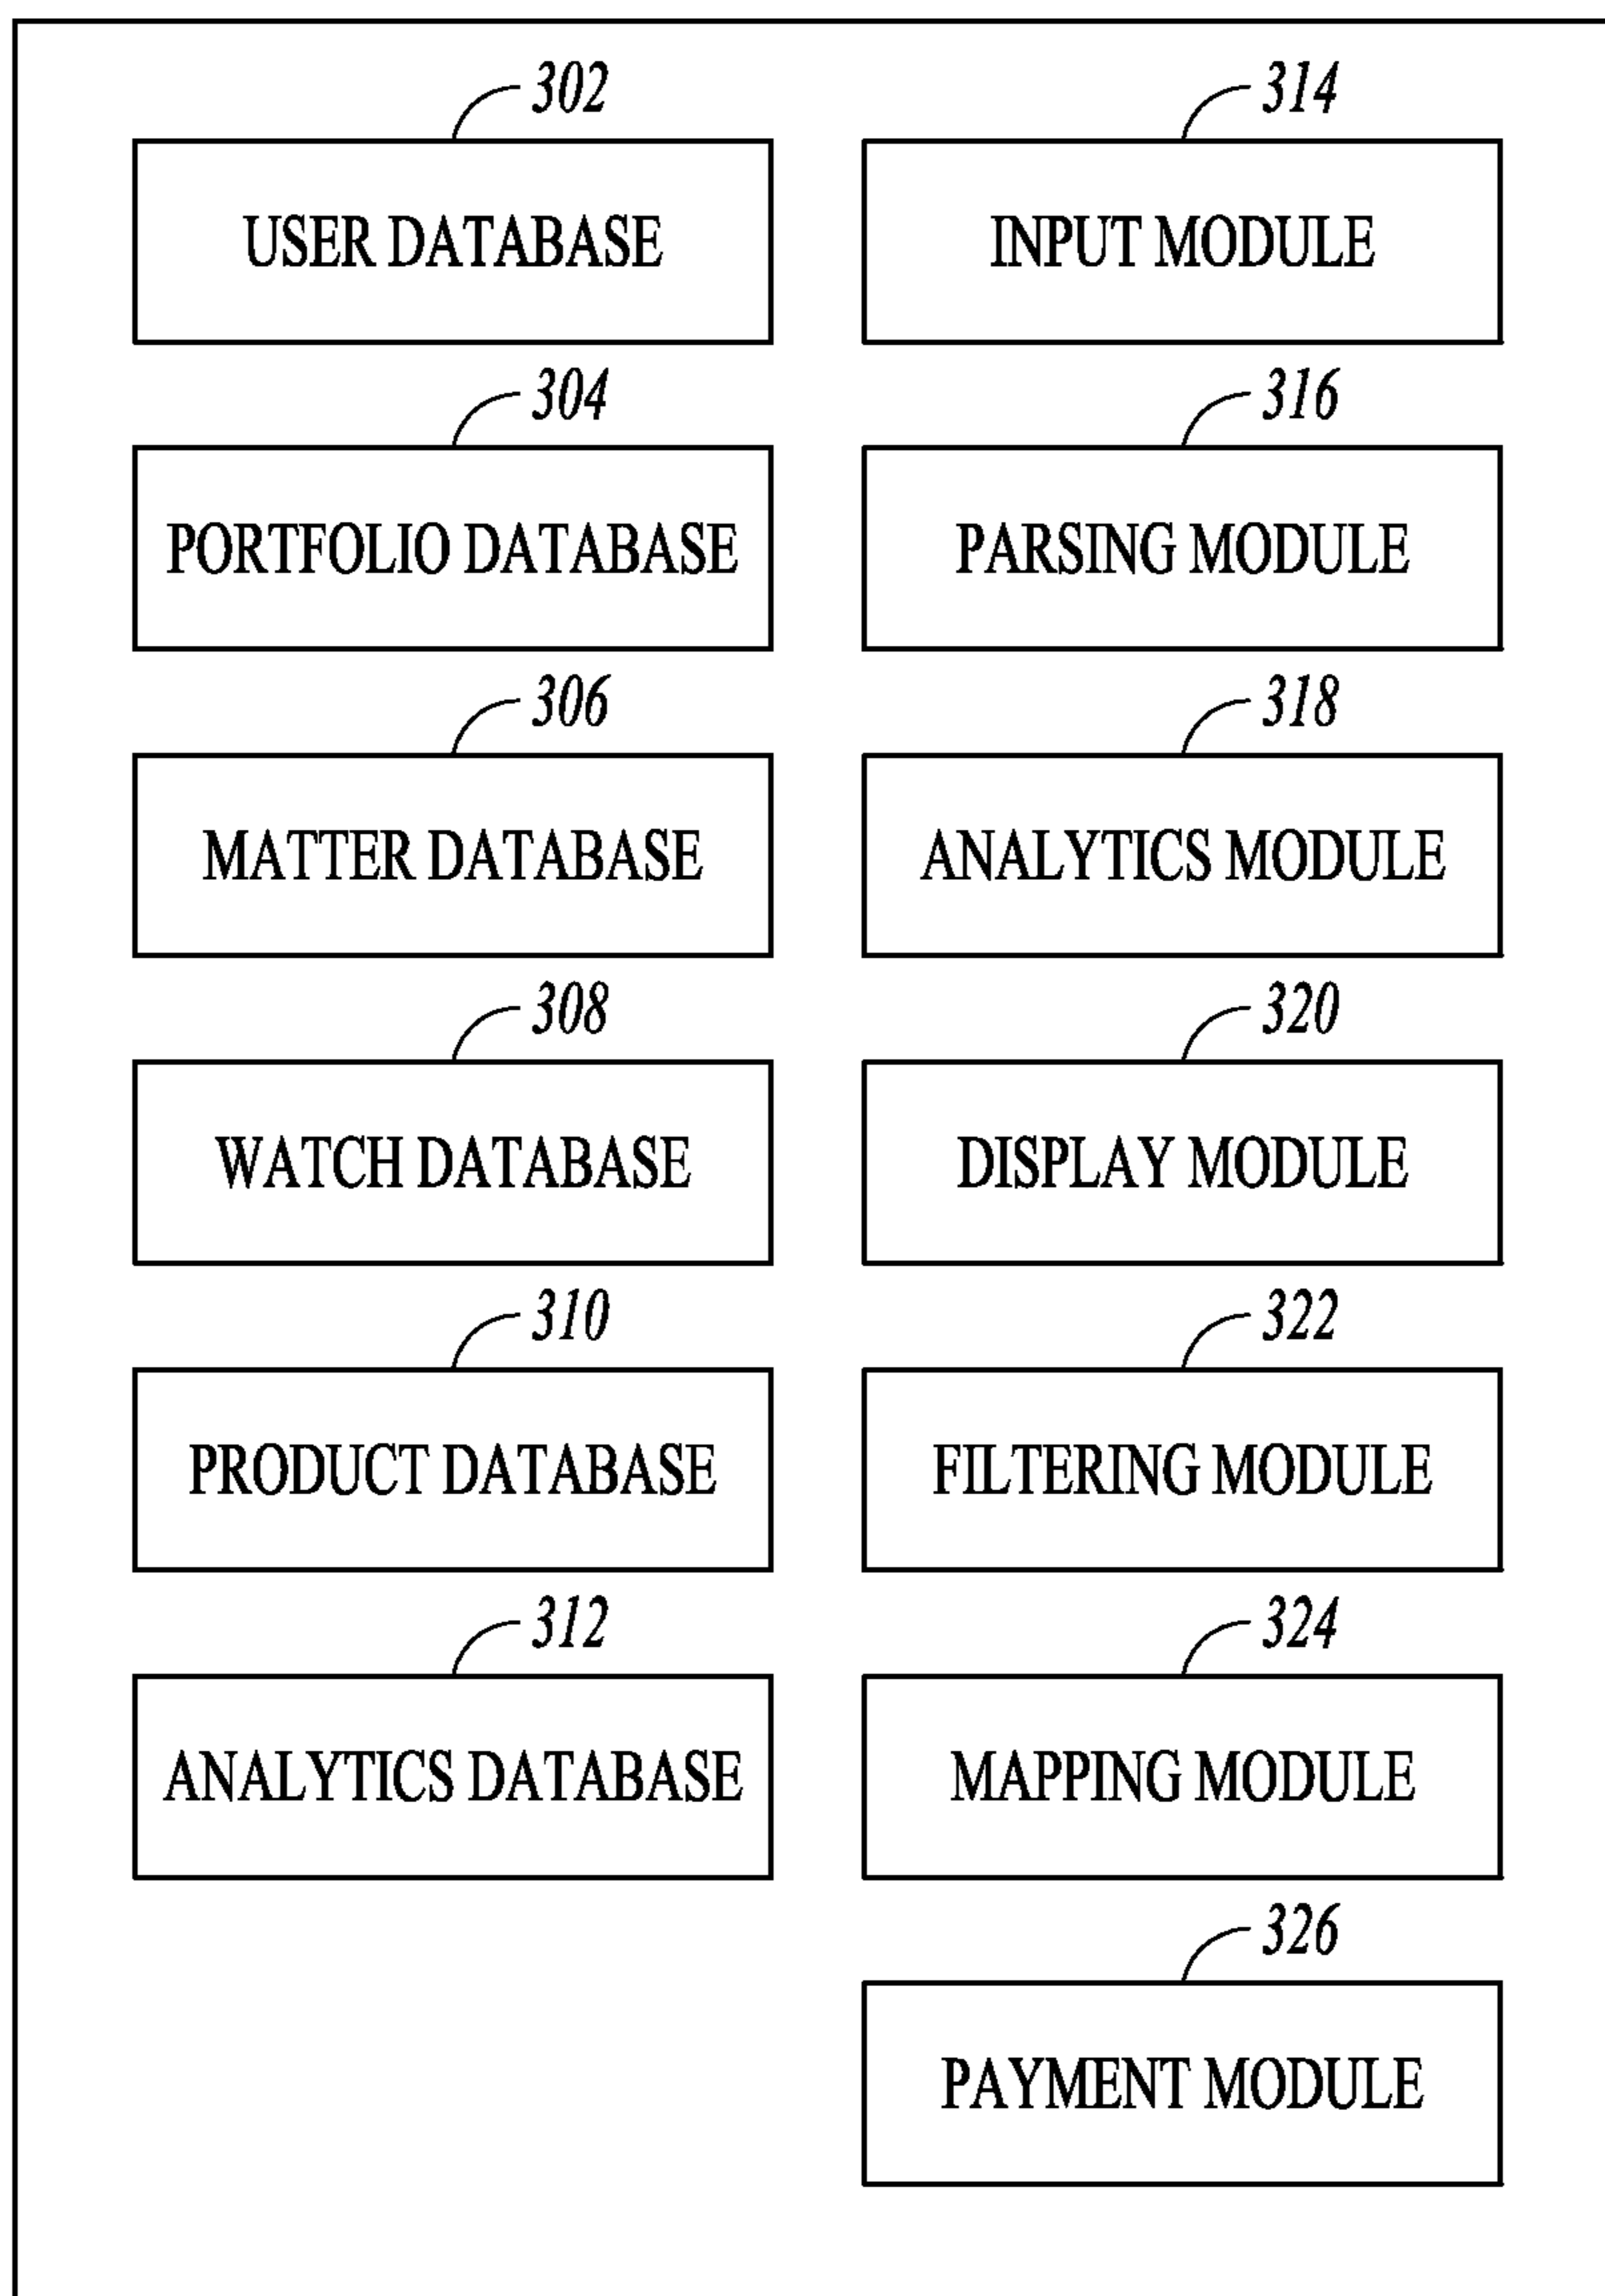 302
USER DATABASE
304
PORTFOLIO DATABASE
306
MATTER DATABASE
308
WATCH DATABASE
310
PRODUCT DATABASE
312
ANALYTICS DATABASE
314
INPUT MODULE
316
PARSING MODULE
318
ANALYTICS MODULE
320
DISPLAY MODULE
322
FILTERING MODULE
324
MAPPING MODULE
326
PAYMENT MODULE